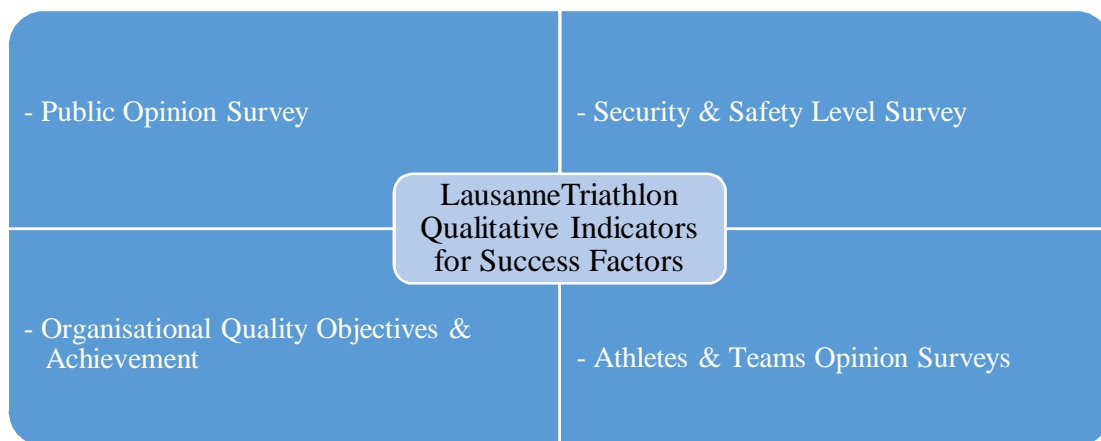 - Public Opinion Survey
- Security & Safety Level Survey
LausanneTriathlon
Qualitative Indicators
for Success Factors
- Organisational Quality Objectives &
Achievement
- Athletes & Teams Opinion Surveys